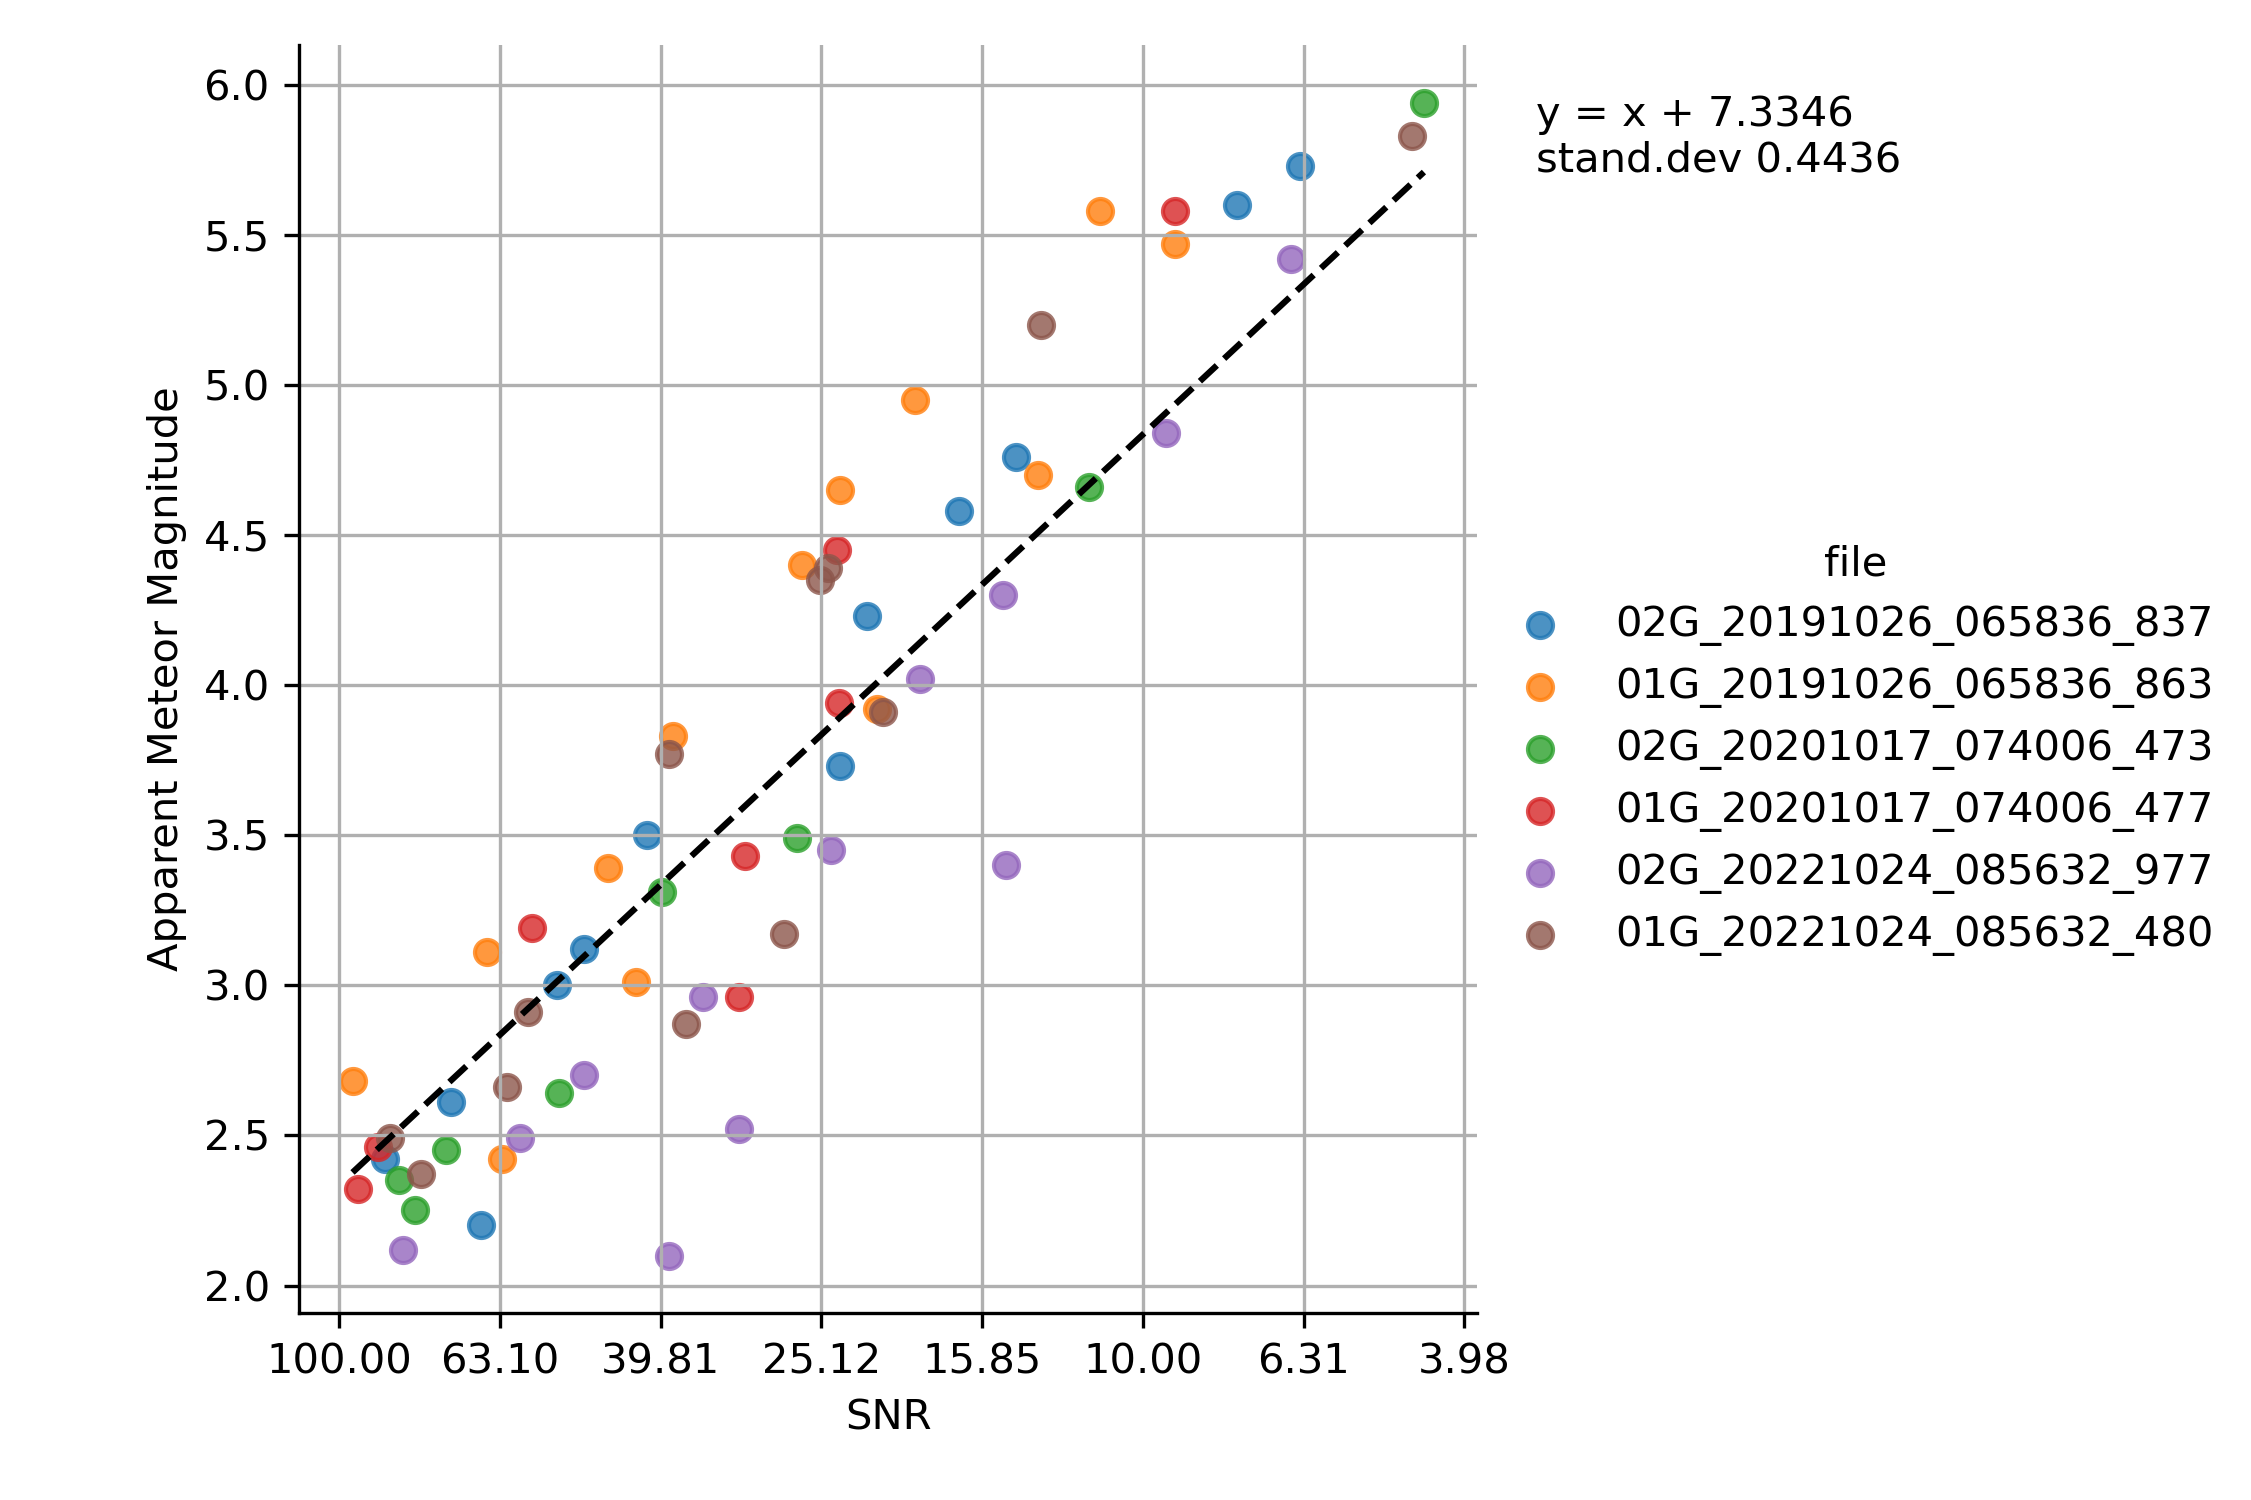 6.0
5.5
5.0
4.5
4.0
3.5
3.0
2.5
2.0
Apparent Meteor Magnitude
100.00 63.10 39.81 25.12 15.85 10.00 6.31 3.98
SNR
y = x + 7.3346
stand.dev 0.4436
file
02G_20191026_065836_837
01G_20191026_065836_863
02G_20201017_074006_473
01G_20201017_074006_477
02G_20221024_085632_977
01G_20221024_085632_480